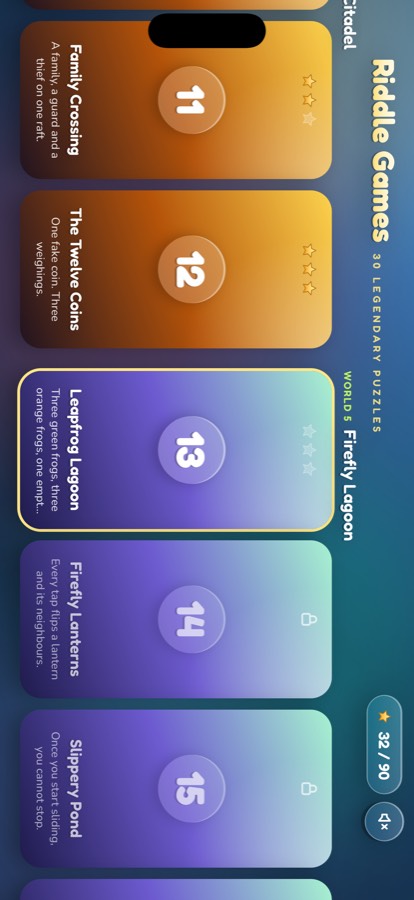 Riddle Games 30 LEGENDARY PUZZLES
32 / 90
Citadel
WORLD 5 Firefly Lagoon
11
Family Crossing
A family, a guard and a
thief on one raft.
12
The Twelve Coins
One fake coin. Three
weighings.
13
Leapfrog Lagoon
Three green frogs, three
orange frogs, one empt...
14
Firefly Lanterns
Every tap flips a lantern
and its neighbours.
15
Slippery Pond
Once you start sliding,
you cannot stop.